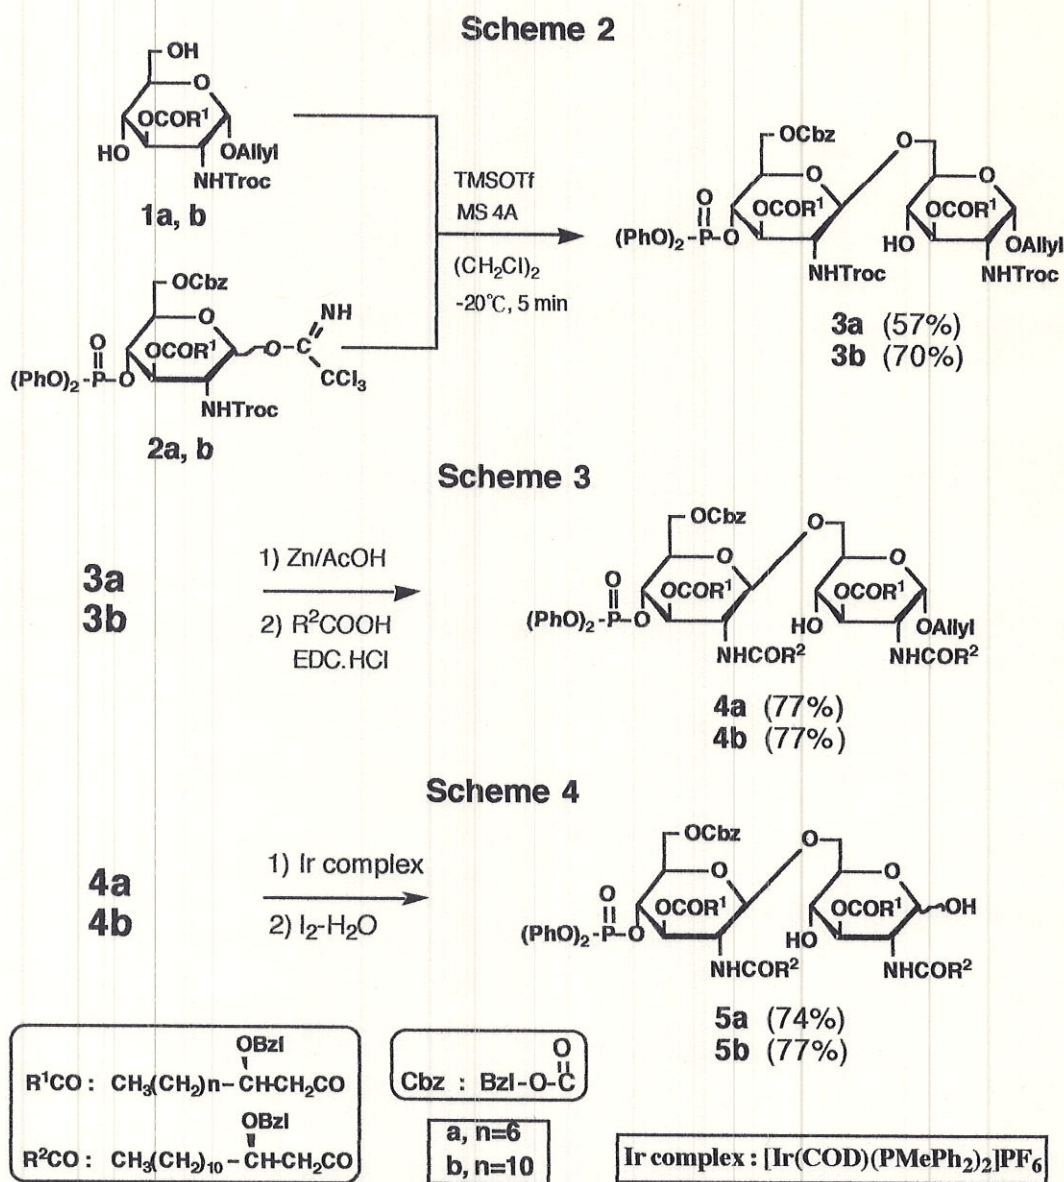 Scheme 2
OH
O
OCOR¹
HO
OAllyl
NHTroc
1a, b
OCbz
O
NH
O
(PhO)₂-P-O
OCOR¹
O-C
CCl₃
NHTroc
2a, b
TMSOTf
MS 4A
(CH₂Cl)₂
-20℃, 5 min
OCbz
O
O
O
O
(PhO)₂-P-O
OCOR¹
HO
OCOR¹
OAllyl
NHTroc
NHTroc
3a (57%)
3b (70%)
Scheme 3
3a
3b
1) Zn/AcOH
2) R²COOH
EDC.HCl
OCbz
O
O
O
O
(PhO)₂-P-O
OCOR¹
HO
OCOR¹
OAllyl
NHCOR²
NHCOR²
4a (77%)
4b (77%)
Scheme 4
4a
4b
1) Ir complex
2) I₂-H₂O
OCbz
O
O
O
O
(PhO)₂-P-O
OCOR¹
HO
OCOR¹
OH
NHCOR²
NHCOR²
5a (74%)
5b (77%)
OBzl
R¹CO : CH₃(CH₂)n-CH-CH₂CO
OBzl
R²CO : CH₃(CH₂)₁₀-CH-CH₂CO
O
Cbz : Bzl-O-C
a, n=6
b, n=10
Ir complex : [Ir(COD)(PMePh₂)₂]PF₆